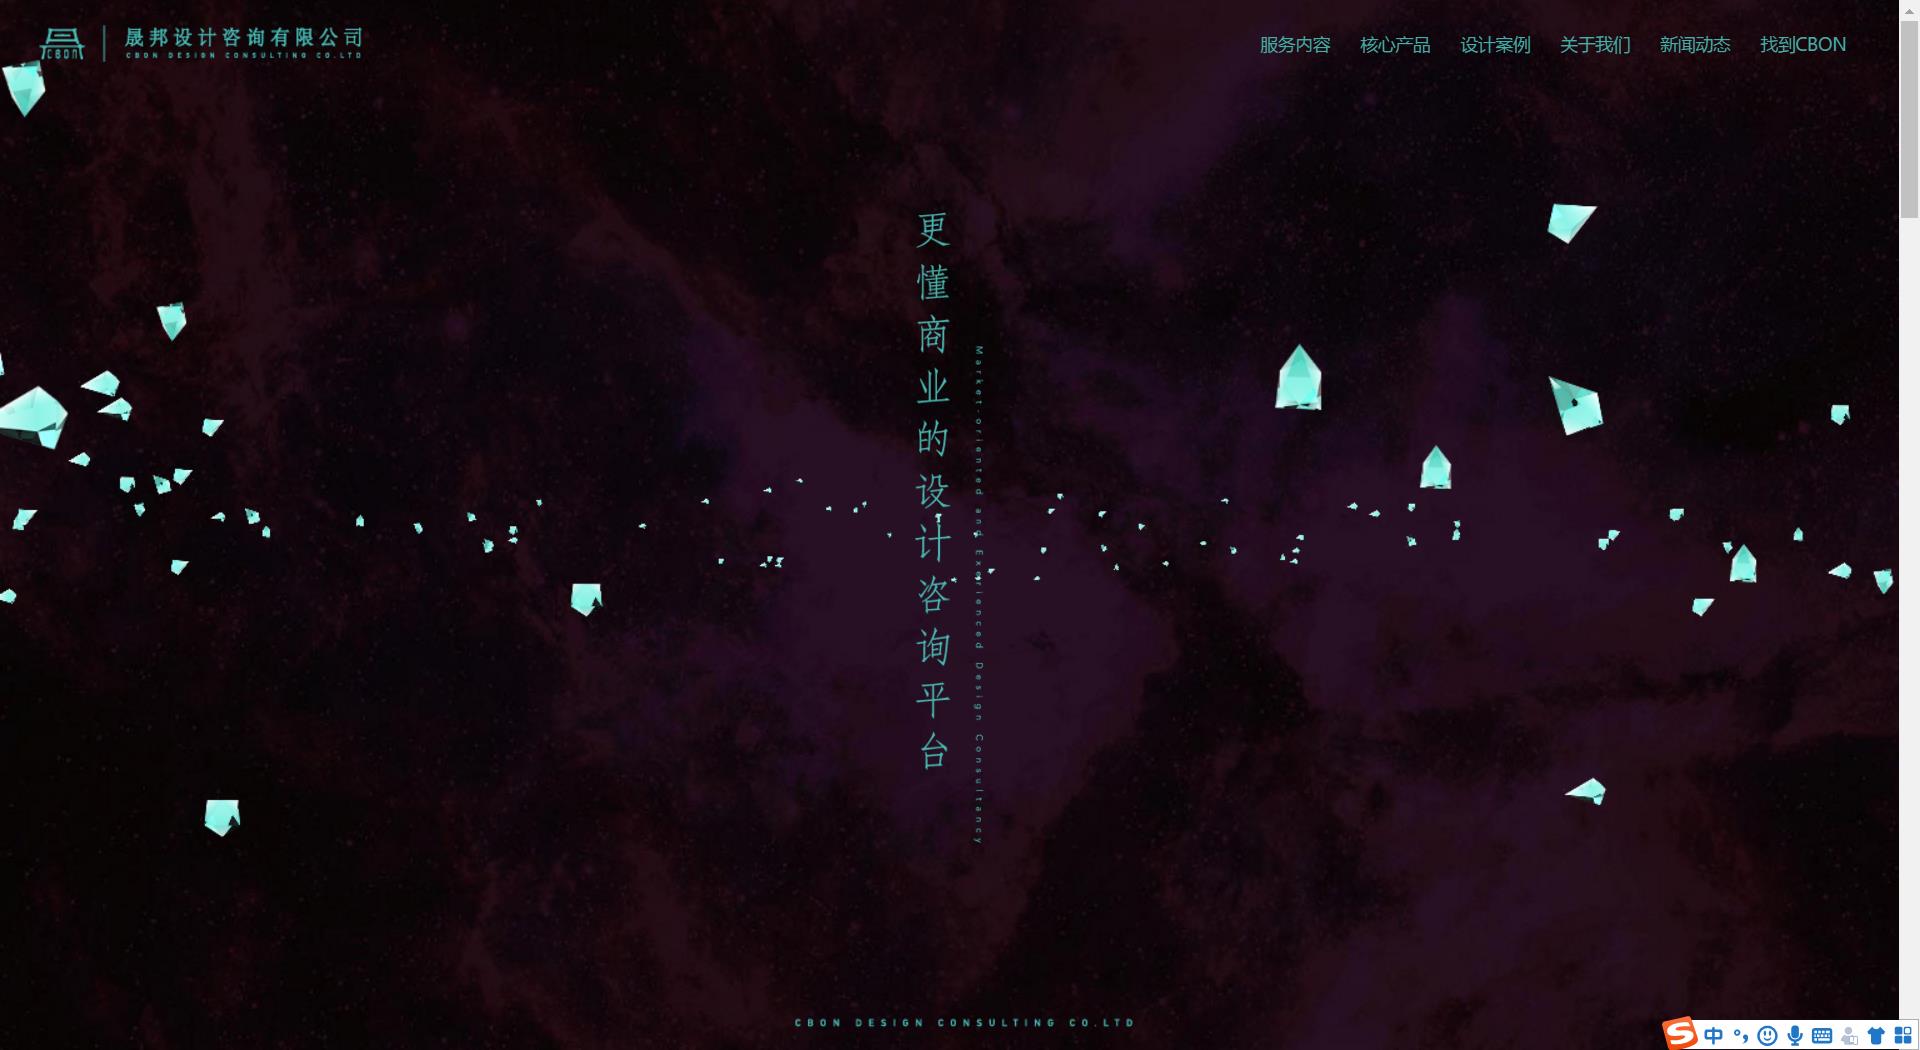 CBON
晟邦设计咨询有限公司
CBON DESIGN CONSULTING CO.LTD
服务内容 核心产品 设计案例 关于我们 新闻动态 找到CBON
更懂商业的设计咨询平台
Market-oriented and Experienced Design Consultancy
CBON DESIGN CONSULTING CO.LTD
中